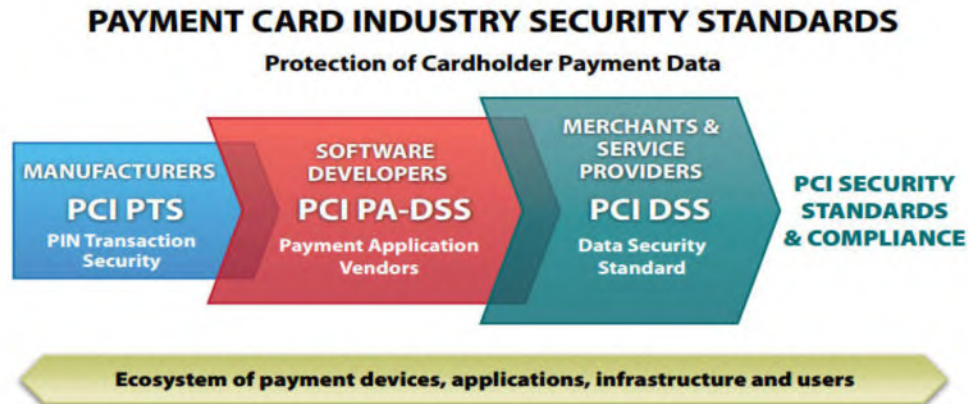 PAYMENT CARD INDUSTRY SECURITY STANDARDS
Protection of Cardholder Payment Data
MANUFACTURERS
PCI PTS
PIN Transaction
Security
SOFTWARE
DEVELOPERS
PCI PA-DSS
Payment Application
Vendors
MERCHANTS &
SERVICE
PROVIDERS
PCI DSS
Data Security
Standard
PCI SECURITY
STANDARDS
& COMPLIANCE
Ecosystem of payment devices, applications, infrastructure and users